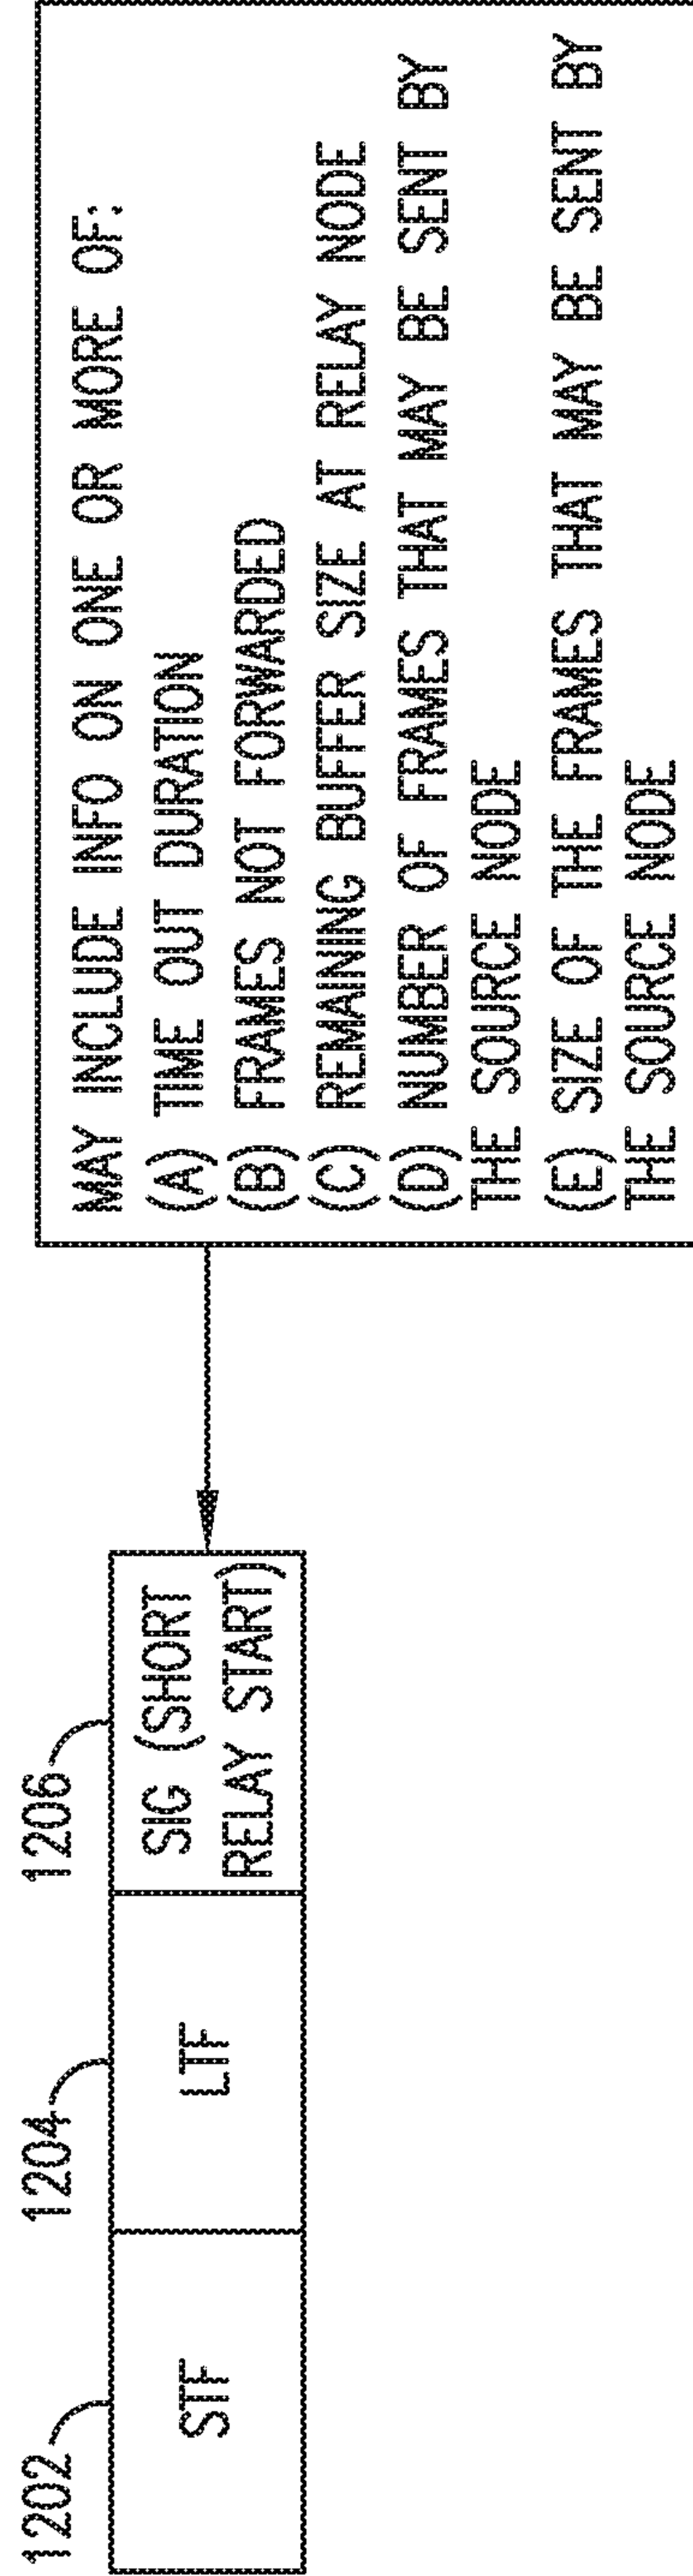 1202
1204
1206
STF
LTF
SIG (SHORT
RELAY START)
MAY INCLUDE INFO ON ONE OR MORE OF:
(A) TIME OUT DURATION
(B) FRAMES NOT FORWARDED
(C) REMAINING BUFFER SIZE AT RELAY NODE
(D) NUMBER OF FRAMES THAT MAY BE SENT BY
THE SOURCE NODE
(E) SIZE OF THE FRAMES THAT MAY BE SENT BY
THE SOURCE NODE